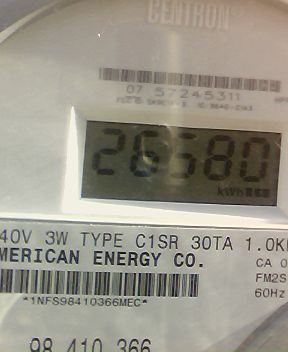 CENTRON
07 57245311
26580
kWh
40V 3W TYPE C1SR 30TA 1.0K
MERICAN ENERGY CO.
CA 0
FM2S
60Hz
*1NFS98410366MEC*
98 410 366